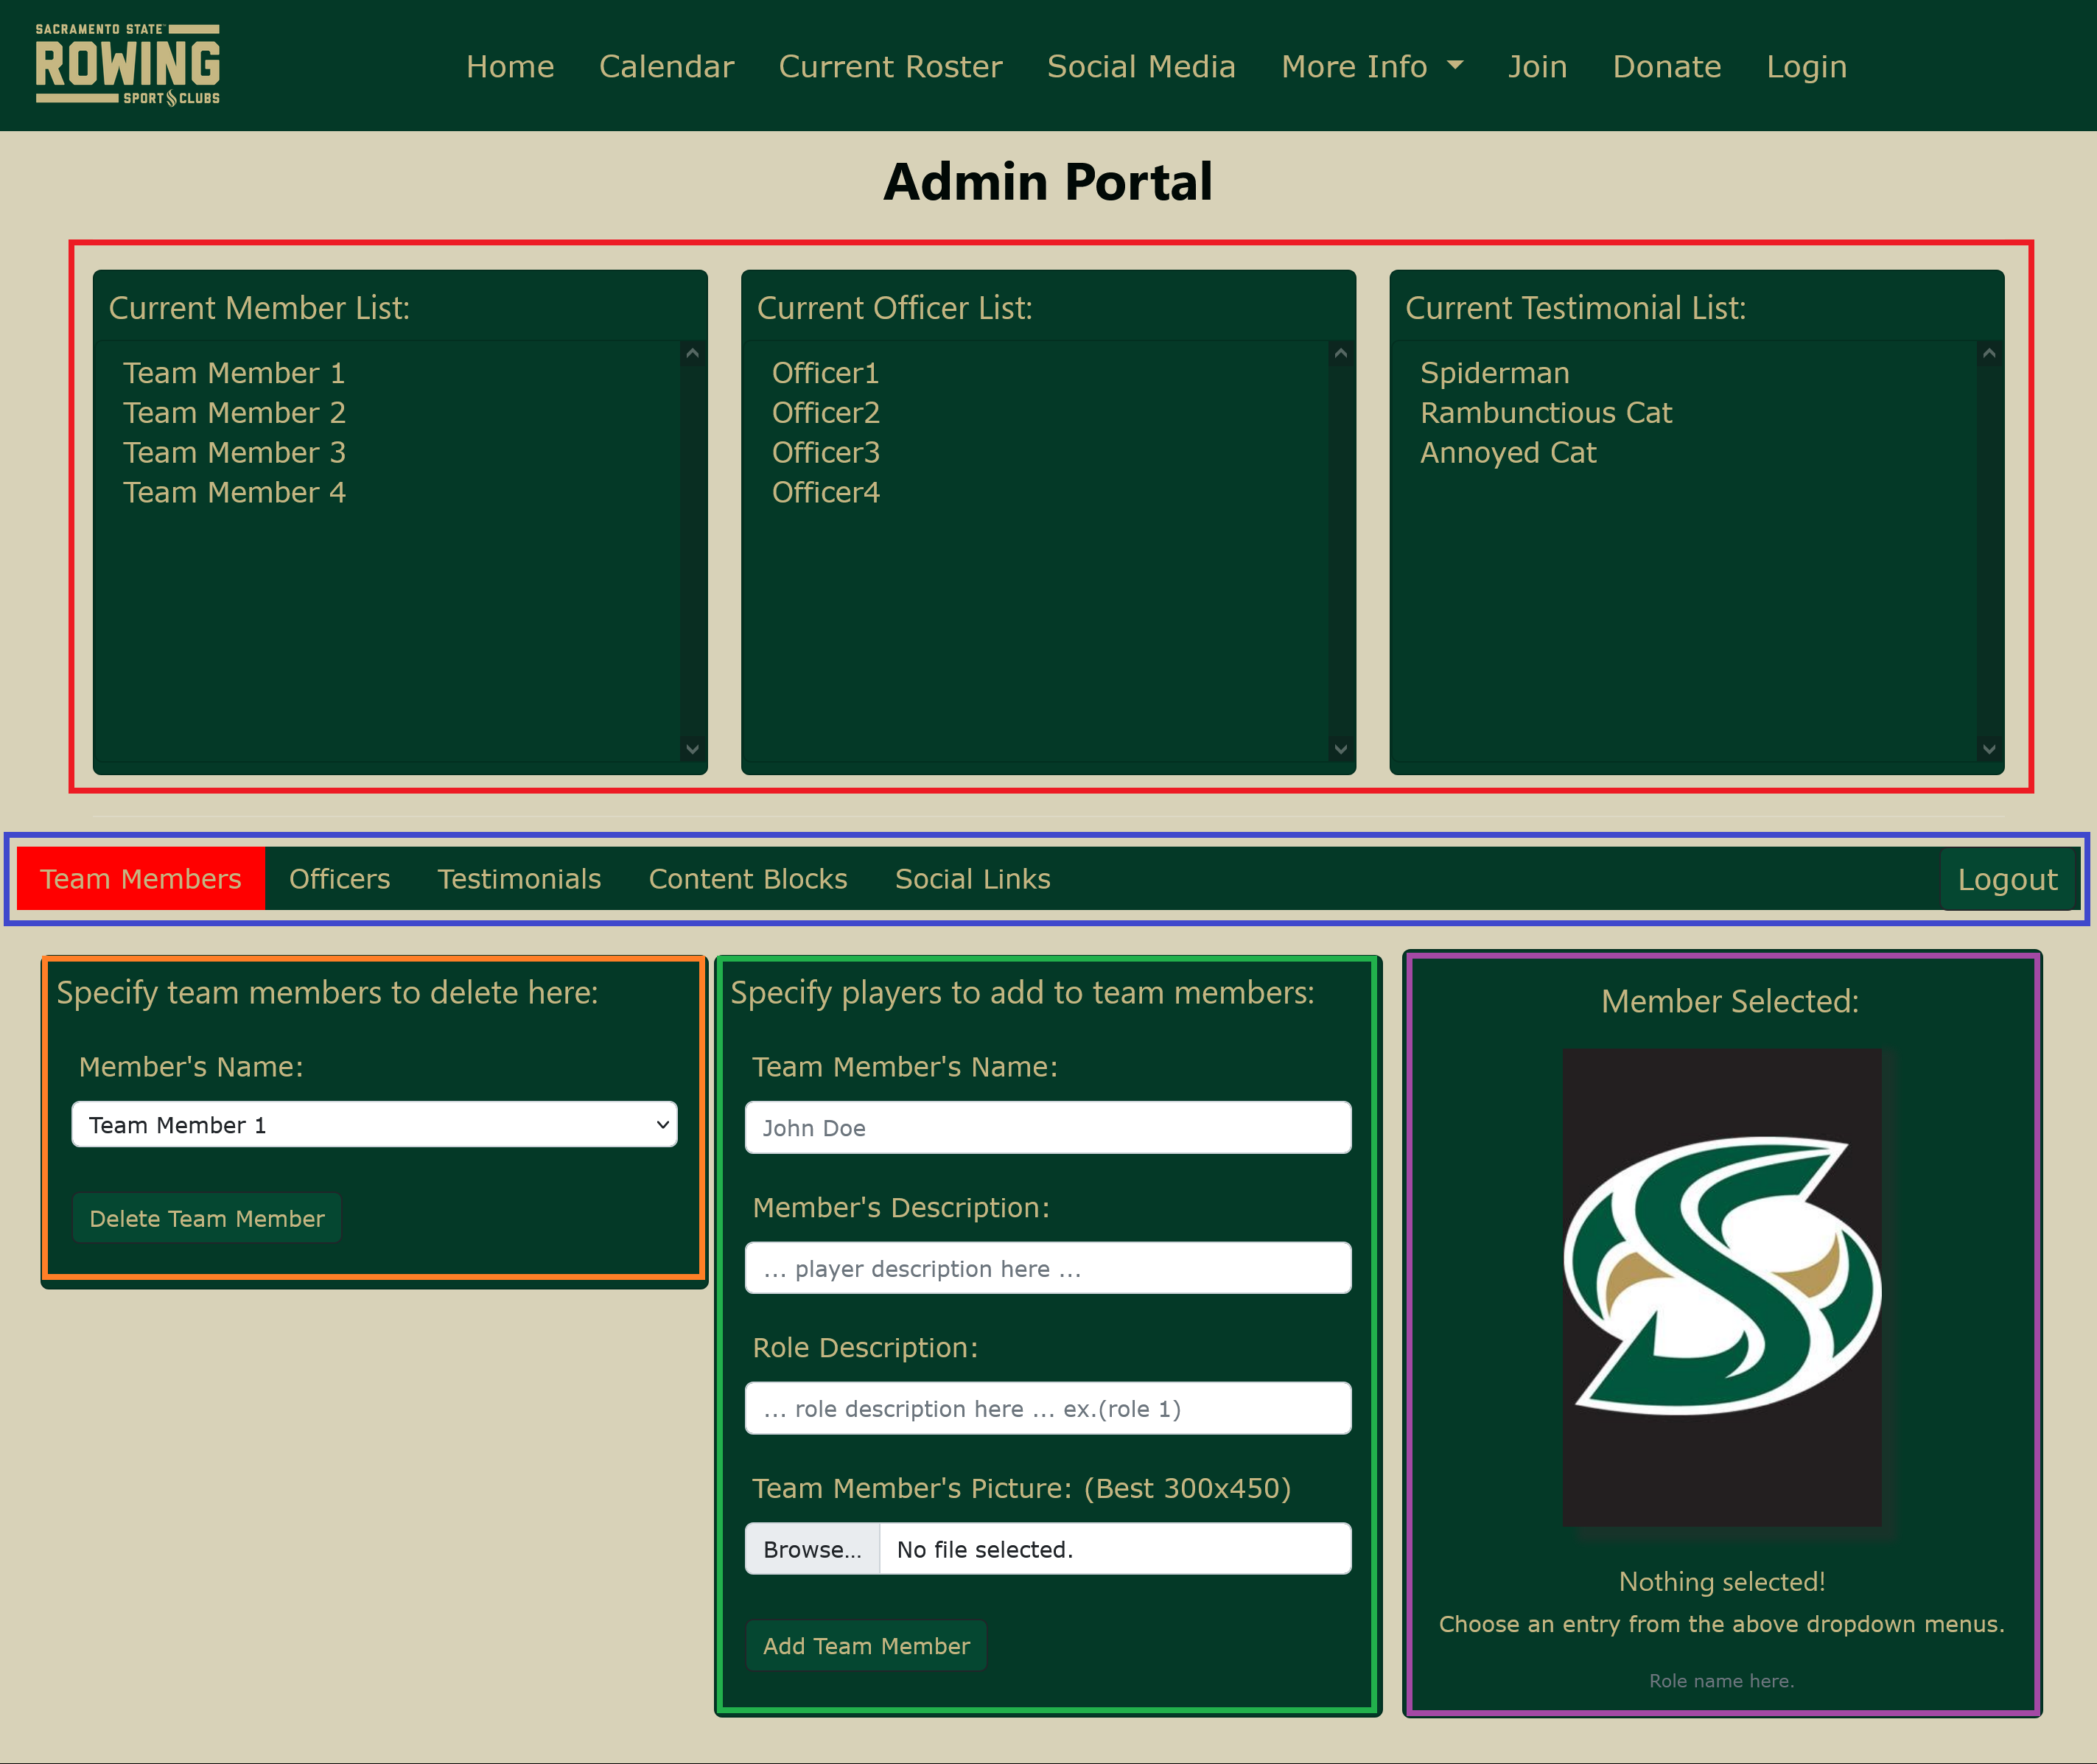 SACRAMENTO STATE™
ROWING
SPORT CLUBS
Home Calendar Current Roster Social Media More Info Join Donate Login
Admin Portal
Current Member List:
Team Member 1
Team Member 2
Team Member 3
Team Member 4
Current Officer List:
Officer1
Officer2
Officer3
Officer4
Current Testimonial List:
Spiderman
Rambunctious Cat
Annoyed Cat
Team Members Officers Testimonials Content Blocks Social Links Logout
Specify team members to delete here:
Member's Name:
Team Member 1
Delete Team Member
Specify players to add to team members:
Team Member's Name:
John Doe
Member's Description:
... player description here ...
Role Description:
... role description here ... ex.(role 1)
Team Member's Picture: (Best 300x450)
Browse... No file selected.
Add Team Member
Member Selected:
Nothing selected!
Choose an entry from the above dropdown menus.
Role name here.